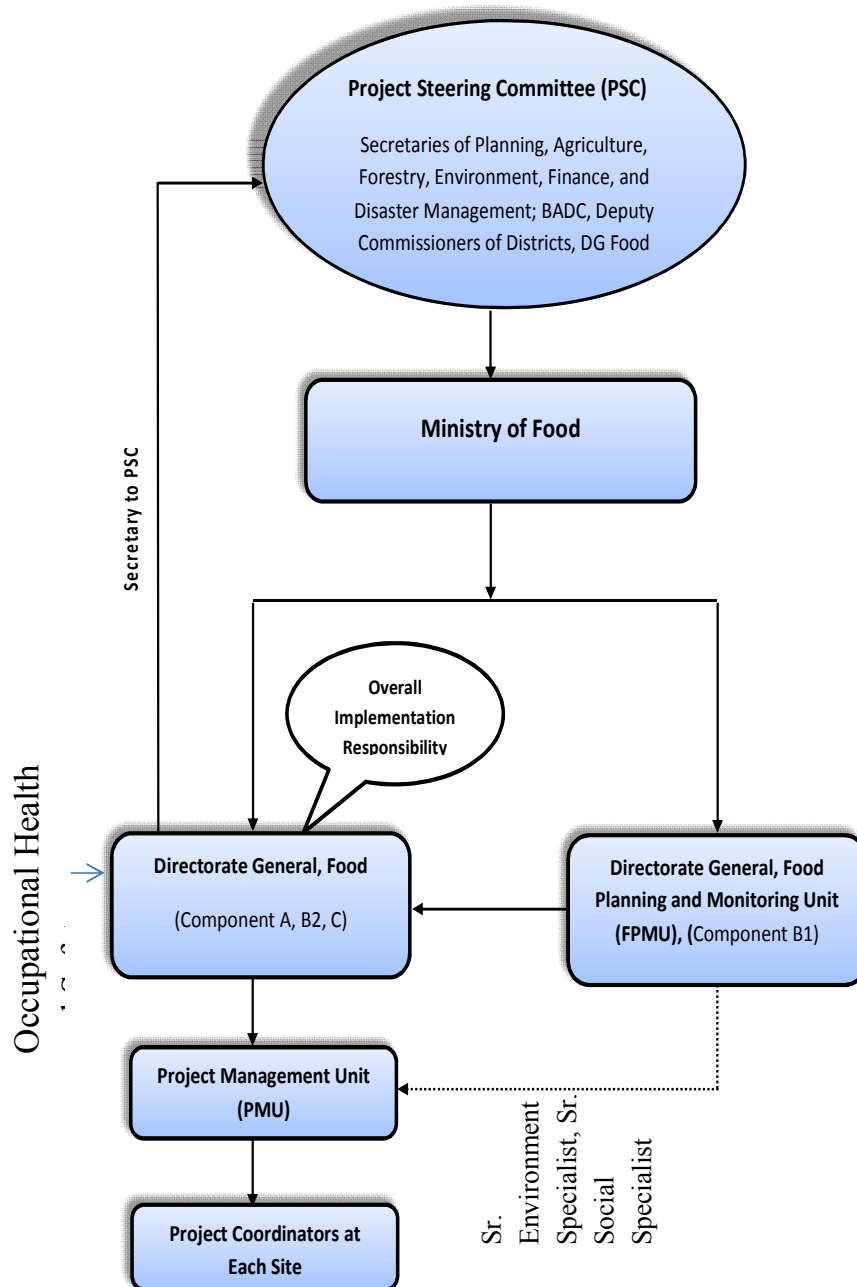 Project Steering Committee (PSC)
Secretaries of Planning, Agriculture,
Forestry, Environment, Finance, and
Disaster Management; BADC, Deputy
Commissioners of Districts, DG Food
Ministry of Food
Secretary to PSC
Overall
Implementation
Responsibility
Occupational Health
Directorate General, Food
(Component A, B2, C)
Directorate General, Food
Planning and Monitoring Unit
(FPMU), (Component B1)
Project Management Unit
(PMU)
Sr.
Environment
Specialist, Sr.
Social
Specialist
Project Coordinators at
Each Site